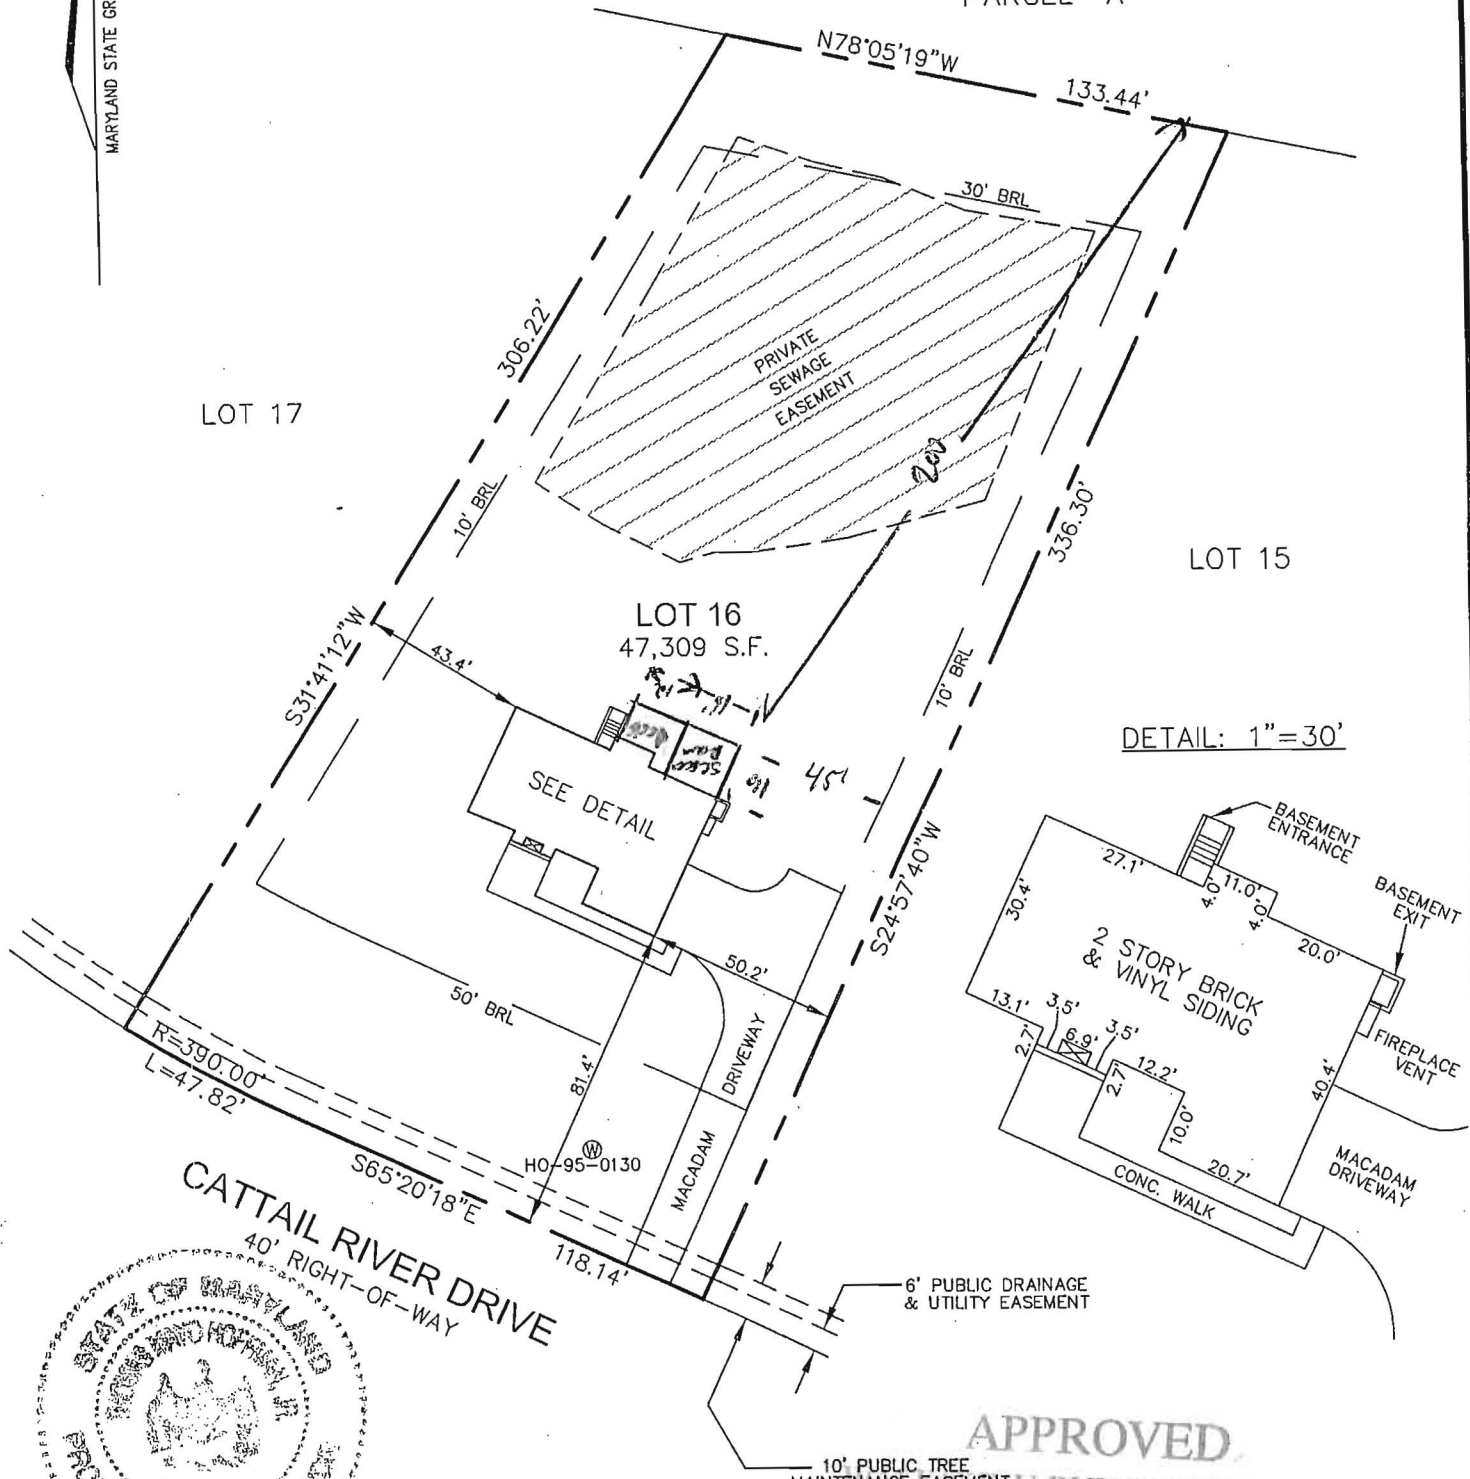 PARCEL "A"
MARYLAND STATE GR
N78°05'19"W
133.44'
30' BRL
306.22'
PRIVATE
SEWAGE
EASEMENT
LOT 17
200
10' BRL
336.30'
LOT 15
LOT 16
47,309 S.F.
S31°41'12"W
43.4'
16'
10' BRL
Deck
Screen
Room
SEE DETAIL
45'
DETAIL: 1"=30'
BASEMENT
ENTRANCE
27.1'
4.0'
11.0'
4.0'
BASEMENT
EXIT
30.4'
20.0'
S24°57'40"W
2 STORY BRICK
& VINYL SIDING
50.2'
50' BRL
13.1'
3.5'
6.9'
3.5'
2.7'
2.7'
12.2'
10.0'
20.7'
40.4'
FIREPLACE
VENT
R=390.00'
L=47.82'
81.4'
MACADAM
DRIVEWAY
HO-95-0130
W
CONC. WALK
MACADAM
DRIVEWAY
S65°20'18"E
118.14'
CATTAIL RIVER DRIVE
40' RIGHT-OF-WAY
6' PUBLIC DRAINAGE
& UTILITY EASEMENT
STATE OF MARYLAND
APPROVED
10' PUBLIC TREE
MAINTENANCE EASEMENT